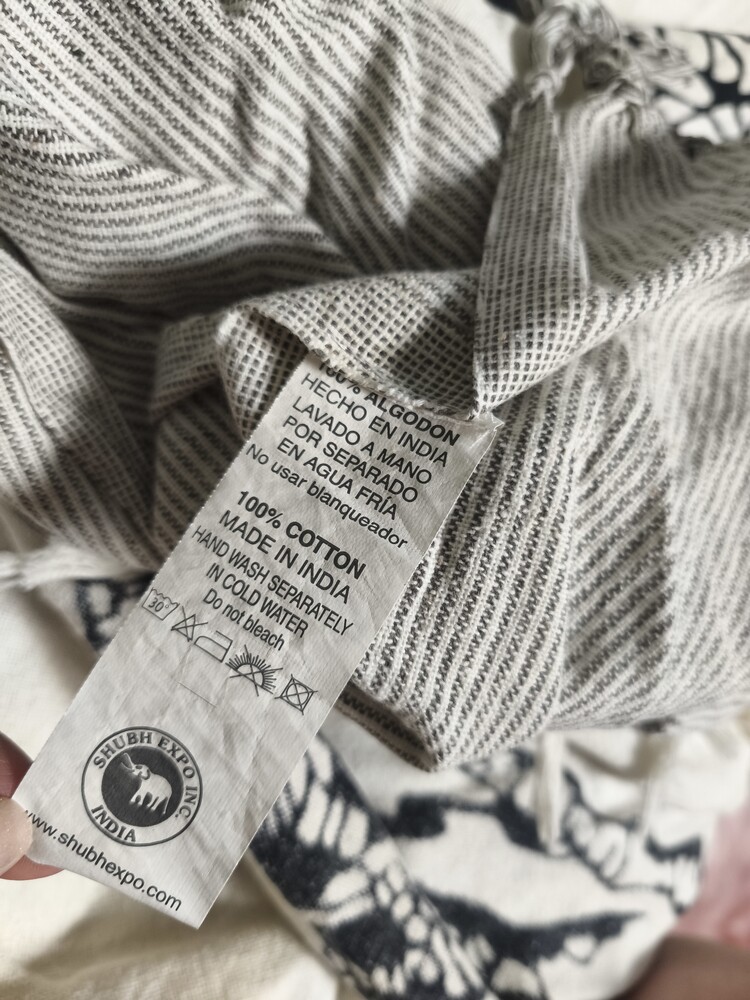 100% ALGODON
HECHO EN INDIA
LAVADO A MANO
POR SEPARADO
EN AGUA FRÍA
No usar blanqueador
100% COTTON
MADE IN INDIA
HAND WASH SEPARATELY
IN COLD WATER
Do not bleach
30
SHUBH EXPO INC.
INDIA
www.shubhexpo.com